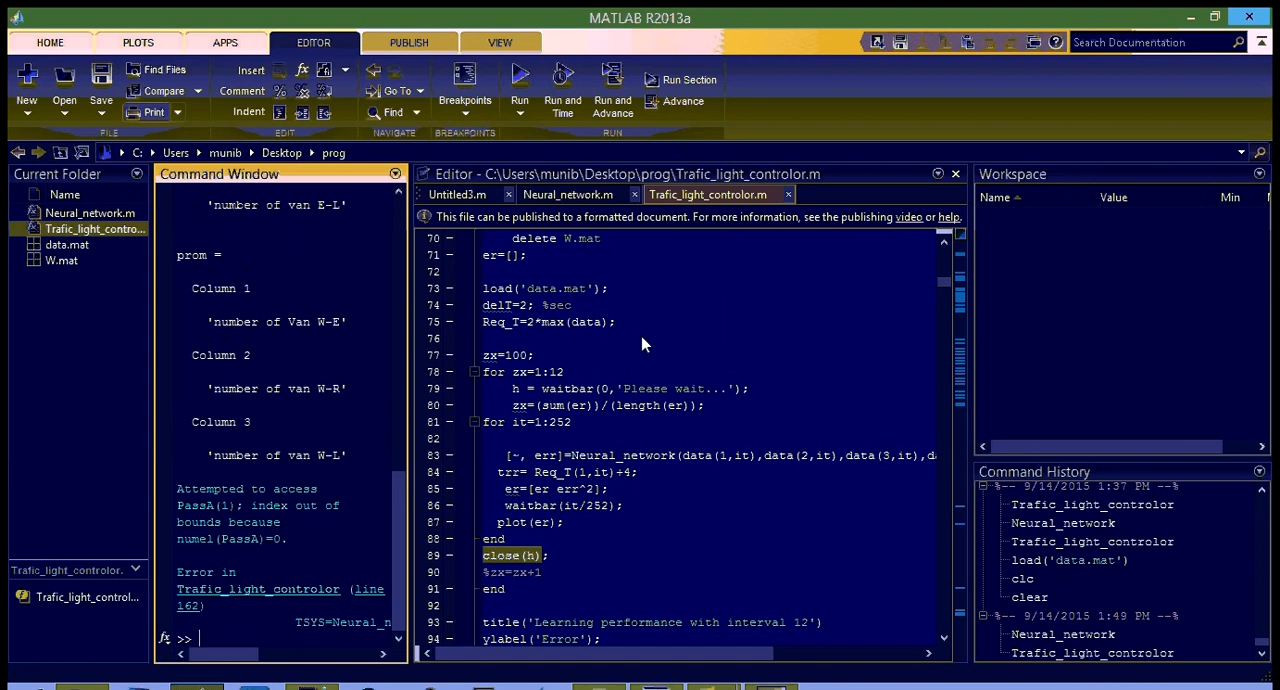 MATLAB R2013a
HOME PLOTS APPS EDITOR PUBLISH VIEW
Search Documentation
New Open Save Find Files Compare Print
Insert fx
Comment %
Indent
Go To Find
Breakpoints
Run Run and Time Run and Advance Run Section Advance
FILE EDIT NAVIGATE BREAKPOINTS RUN
C: Users munib Desktop prog
Current Folder
Name
Neural_network.m
Trafic_light_contro...
data.mat
W.mat
Trafic_light_controlor.
Trafic_light_control...
Command Window
'number of van E-L'
prom =
Column 1
'number of Van W-E'
Column 2
'number of van W-R'
Column 3
'number of van W-L'
Attempted to access
PassA(1); index out of
bounds because
numel(PassA)=0.
Error in
Trafic_light_controlor (line
162)
TSYS=Neural_n
fx >>
Editor - C:\Users\munib\Desktop\prog\Trafic_light_controlor.m
Untitled3.m Neural_network.m Trafic_light_controlor.m
This file can be published to a formatted document. For more information, see the publishing video or help.
70 – delete W.mat
71 – er=[];
72
73 – load('data.mat');
74 – delT=2; %sec
75 – Req_T=2*max(data);
76
77 – zx=100;
78 – for zx=1:12
79 – h = waitbar(0,'Please wait...');
80 – zx=(sum(er))/(length(er));
81 – for it=1:252
82
83 – [~, err]=Neural_network(data(1,it),data(2,it),data(3,it),da
84 – trr= Req_T(1,it)+4;
85 – er=[er err^2];
86 – waitbar(it/252);
87 – plot(er);
88 – end
89 – close(h);
90 %zx=zx+1
91 – end
92
93 – title('Learning performance with interval 12')
94 – ylabel('Error');
Workspace
Name Value Min
Command History
%-- 9/14/2015 1:37 PM --%
Trafic_light_controlor
Neural_network
Trafic_light_controlor
load('data.mat')
clc
clear
%-- 9/14/2015 1:49 PM --%
Neural_network
Trafic_light_controlor